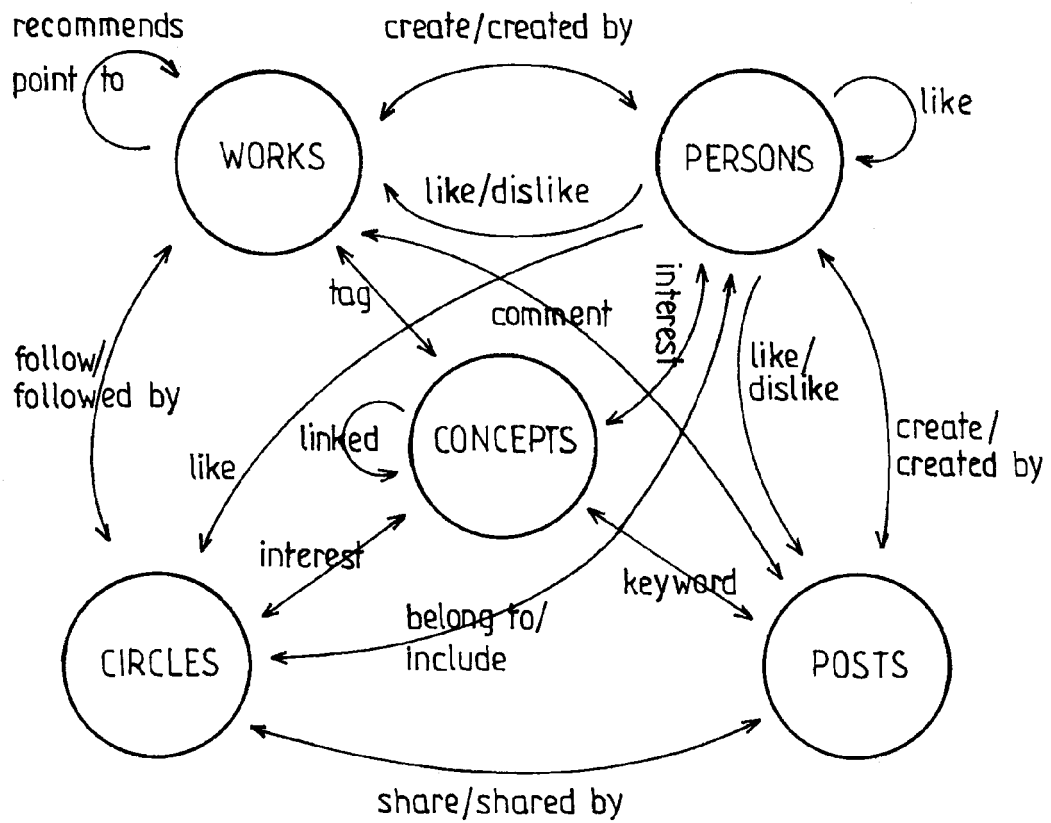 recommends
create/created by
point to
like
WORKS
PERSONS
like/dislike
tag
interest
comment
follow/
followed by
like/
dislike
linked
CONCEPTS
create/
created by
like
interest
keyword
belong to/
include
CIRCLES
POSTS
share/shared by